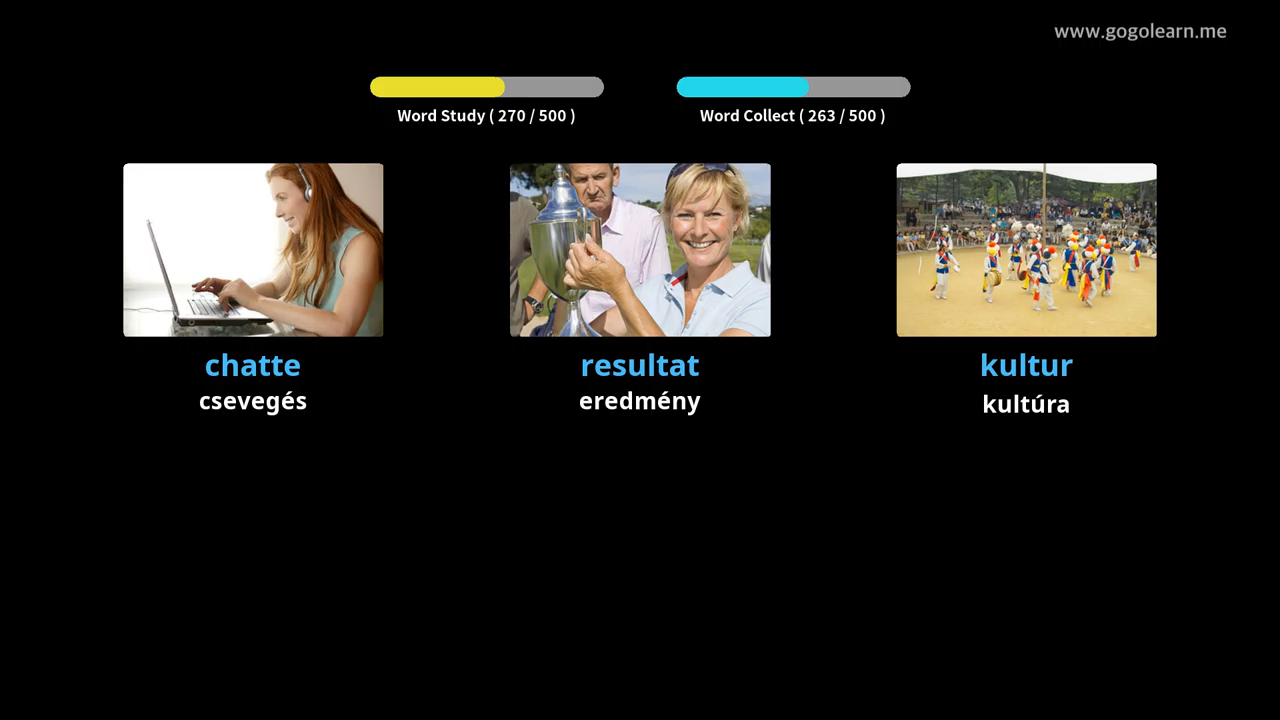 www.gogolearn.me
Word Study ( 270 / 500 )
Word Collect ( 263 / 500 )
chatte
csevegés
resultat
eredmény
kultur
kultúra